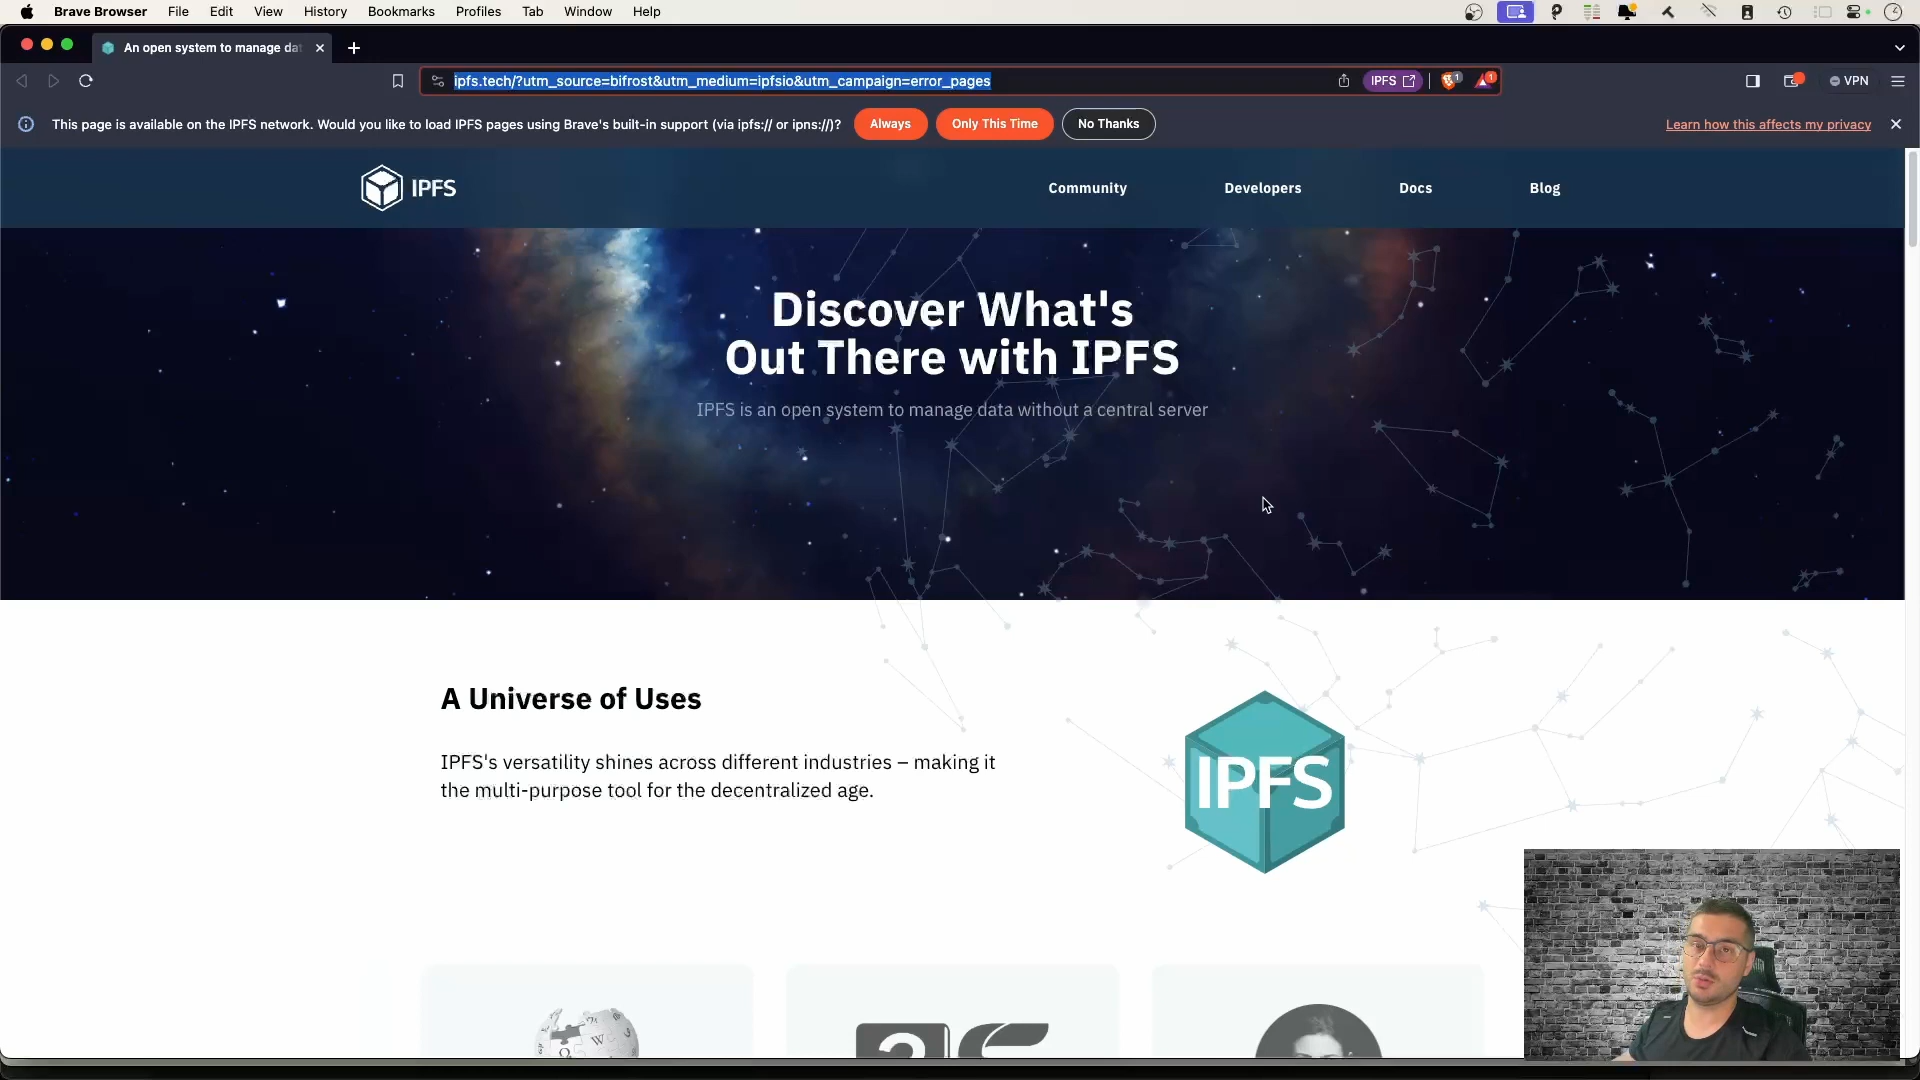 Brave Browser File Edit View History Bookmarks Profiles Tab Window Help
An open system to manage dat
ipfs.tech/?utm_source=bifrost&utm_medium=ipfsio&utm_campaign=error_pages
IPFS
1
1
VPN
This page is available on the IPFS network. Would you like to load IPFS pages using Brave's built-in support (via ipfs:// or ipns://)?
Always
Only This Time
No Thanks
Learn how this affects my privacy
IPFS
Community
Developers
Docs
Blog
Discover What's
Out There with IPFS
IPFS is an open system to manage data without a central server
A Universe of Uses
IPFS's versatility shines across different industries – making it
the multi-purpose tool for the decentralized age.
IPFS